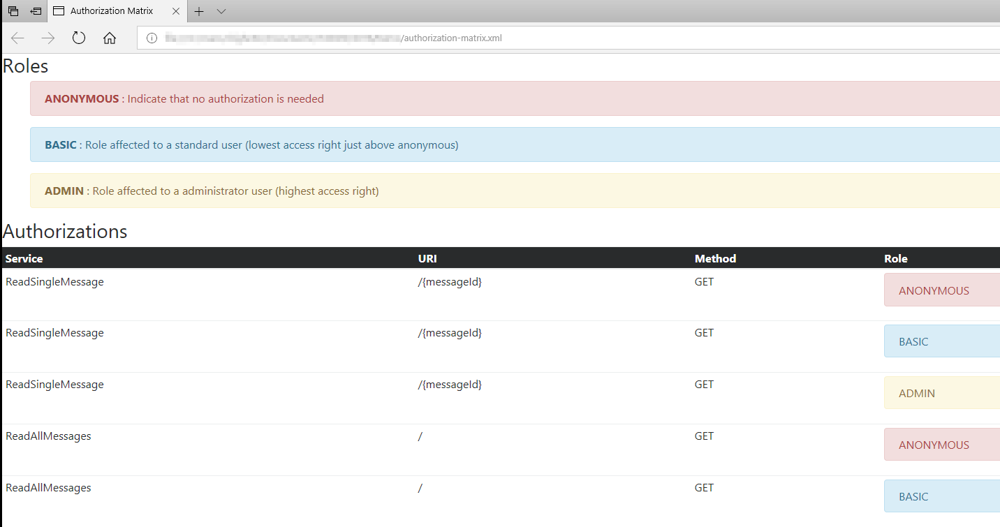 Authorization Matrix
/authorization-matrix.xml
Roles
ANONYMOUS : Indicate that no authorization is needed
BASIC : Role affected to a standard user (lowest access right just above anonymous)
ADMIN : Role affected to a administrator user (highest access right)
Authorizations
Service URI Method Role
ReadSingleMessage /{messageId} GET ANONYMOUS
ReadSingleMessage /{messageId} GET BASIC
ReadSingleMessage /{messageId} GET ADMIN
ReadAllMessages / GET ANONYMOUS
ReadAllMessages / GET BASIC